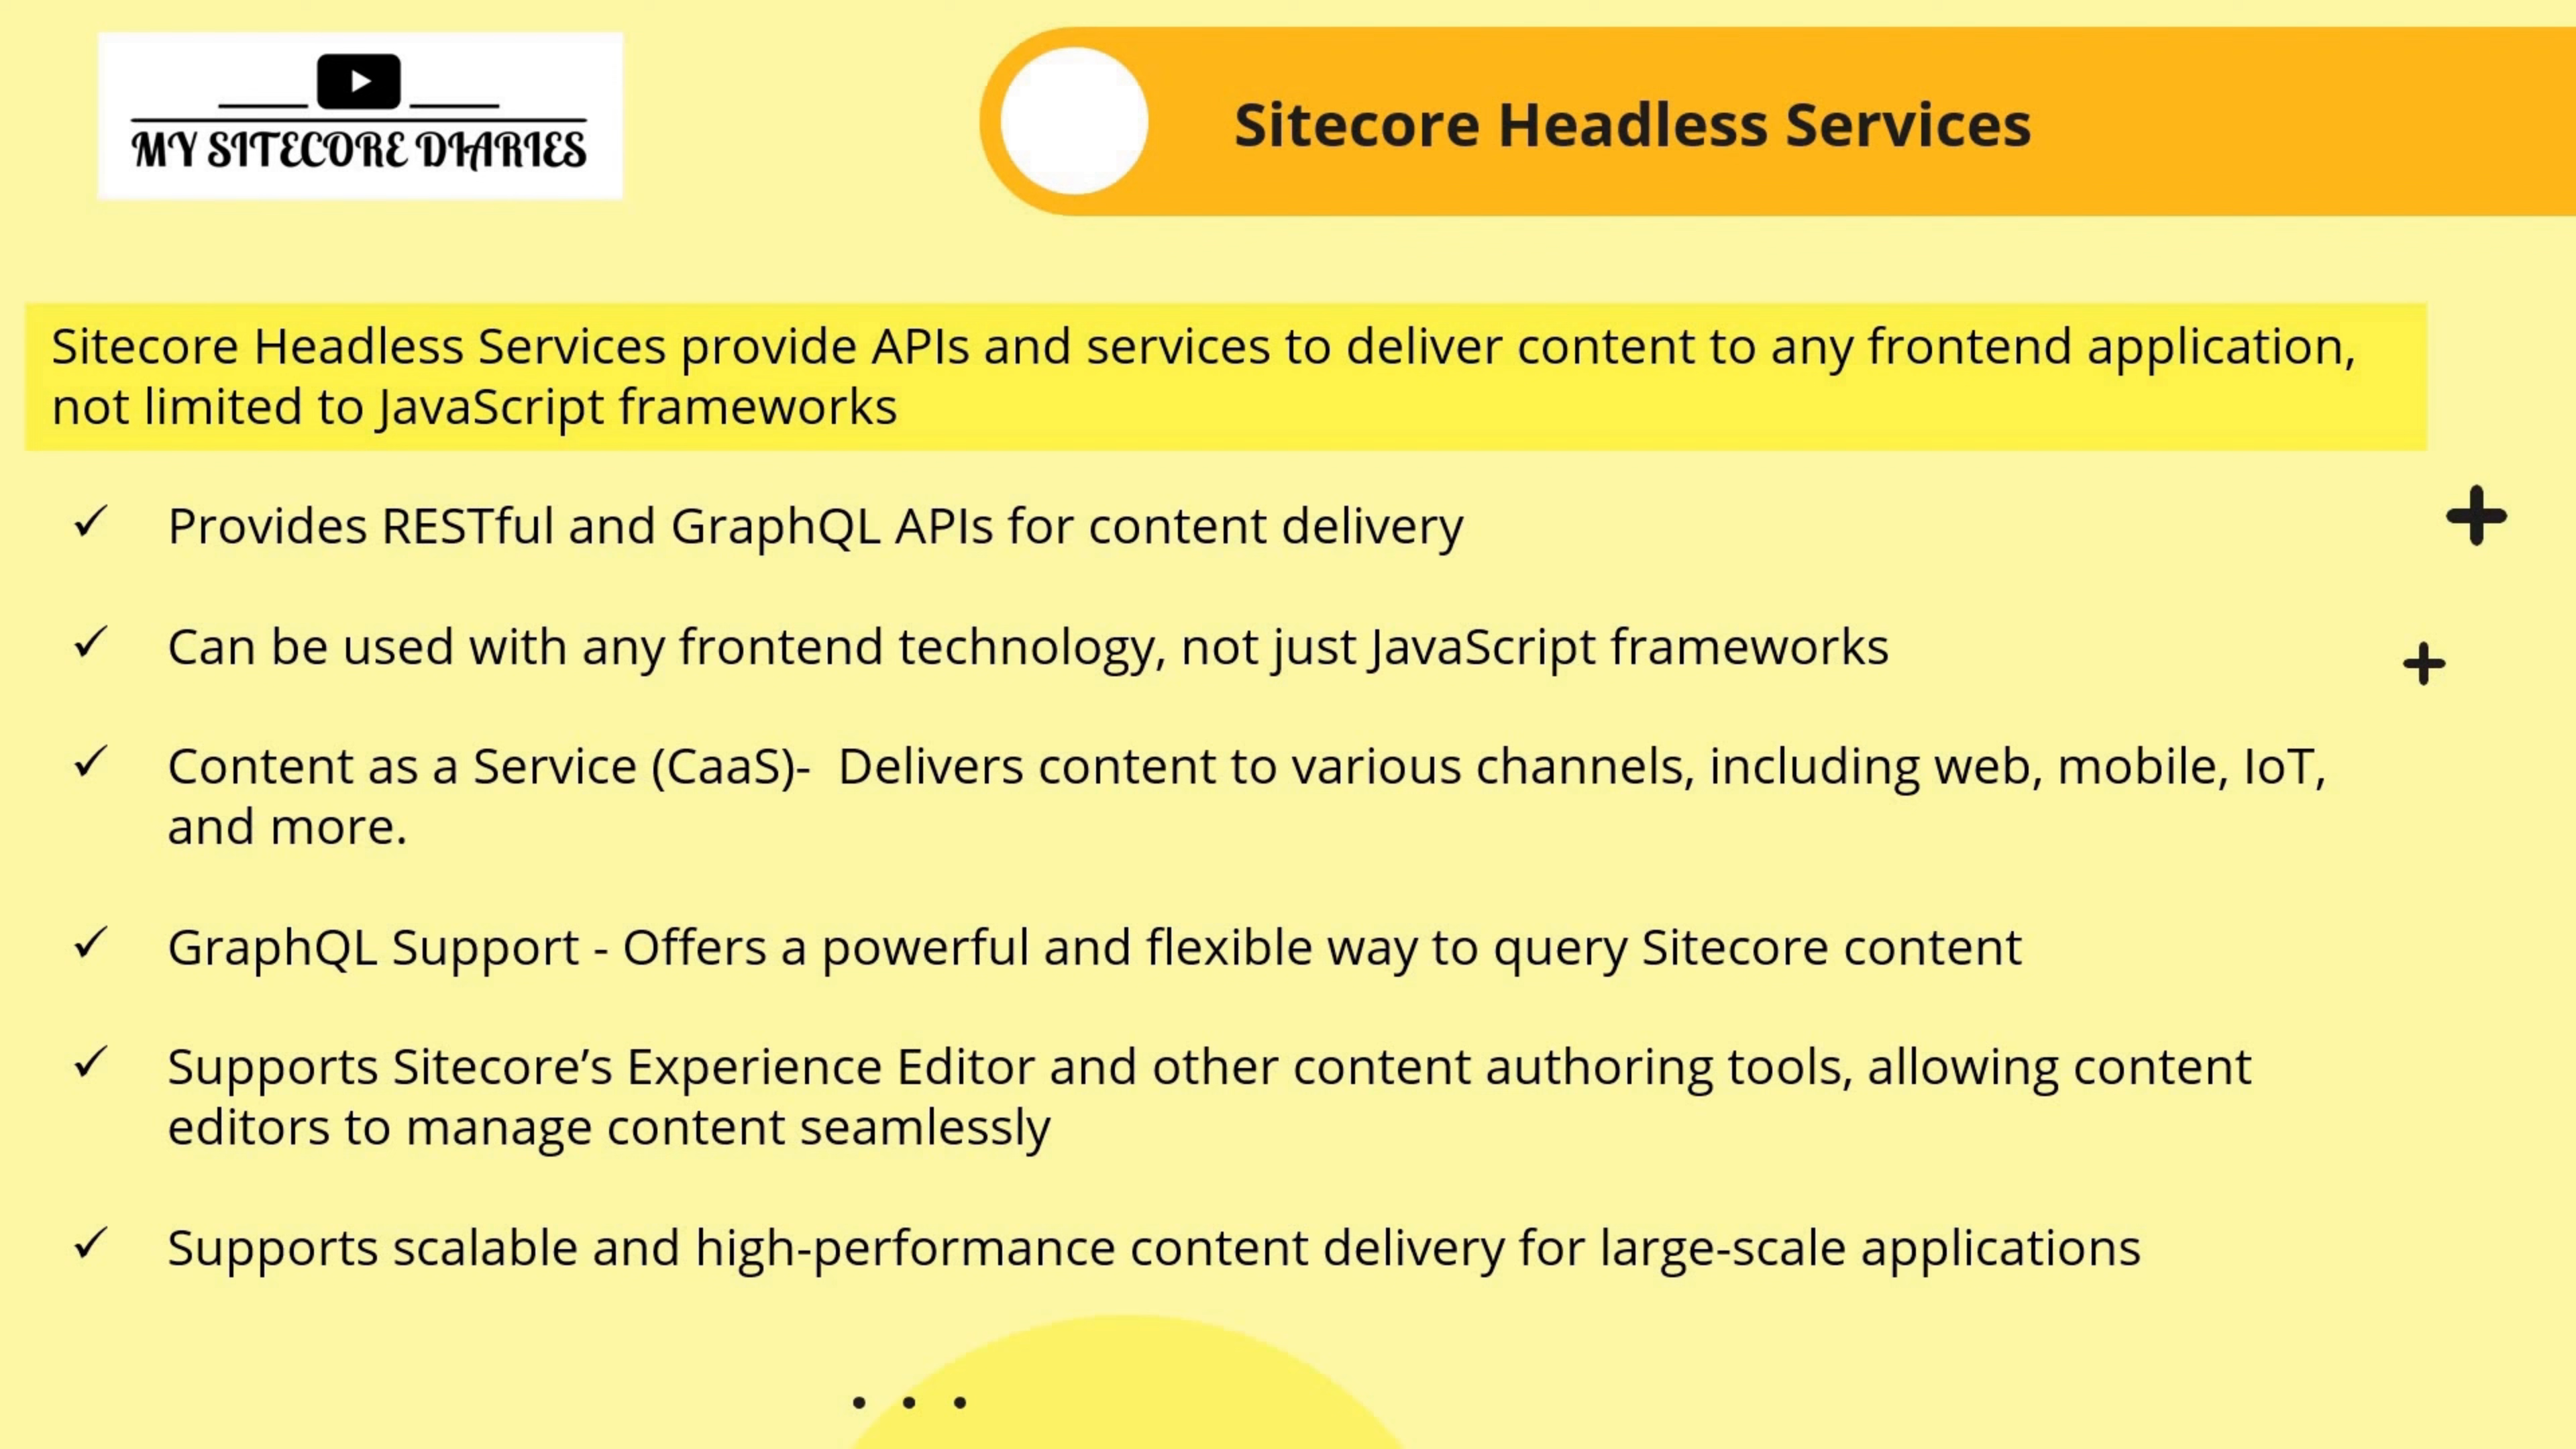 MY SITECORE DIARIES
Sitecore Headless Services
Sitecore Headless Services provide APIs and services to deliver content to any frontend application,
not limited to JavaScript frameworks
✓ Provides RESTful and GraphQL APIs for content delivery
✓ Can be used with any frontend technology, not just JavaScript frameworks
✓ Content as a Service (CaaS)-  Delivers content to various channels, including web, mobile, IoT,
and more.
✓ GraphQL Support - Offers a powerful and flexible way to query Sitecore content
✓ Supports Sitecore’s Experience Editor and other content authoring tools, allowing content
editors to manage content seamlessly
✓ Supports scalable and high-performance content delivery for large-scale applications